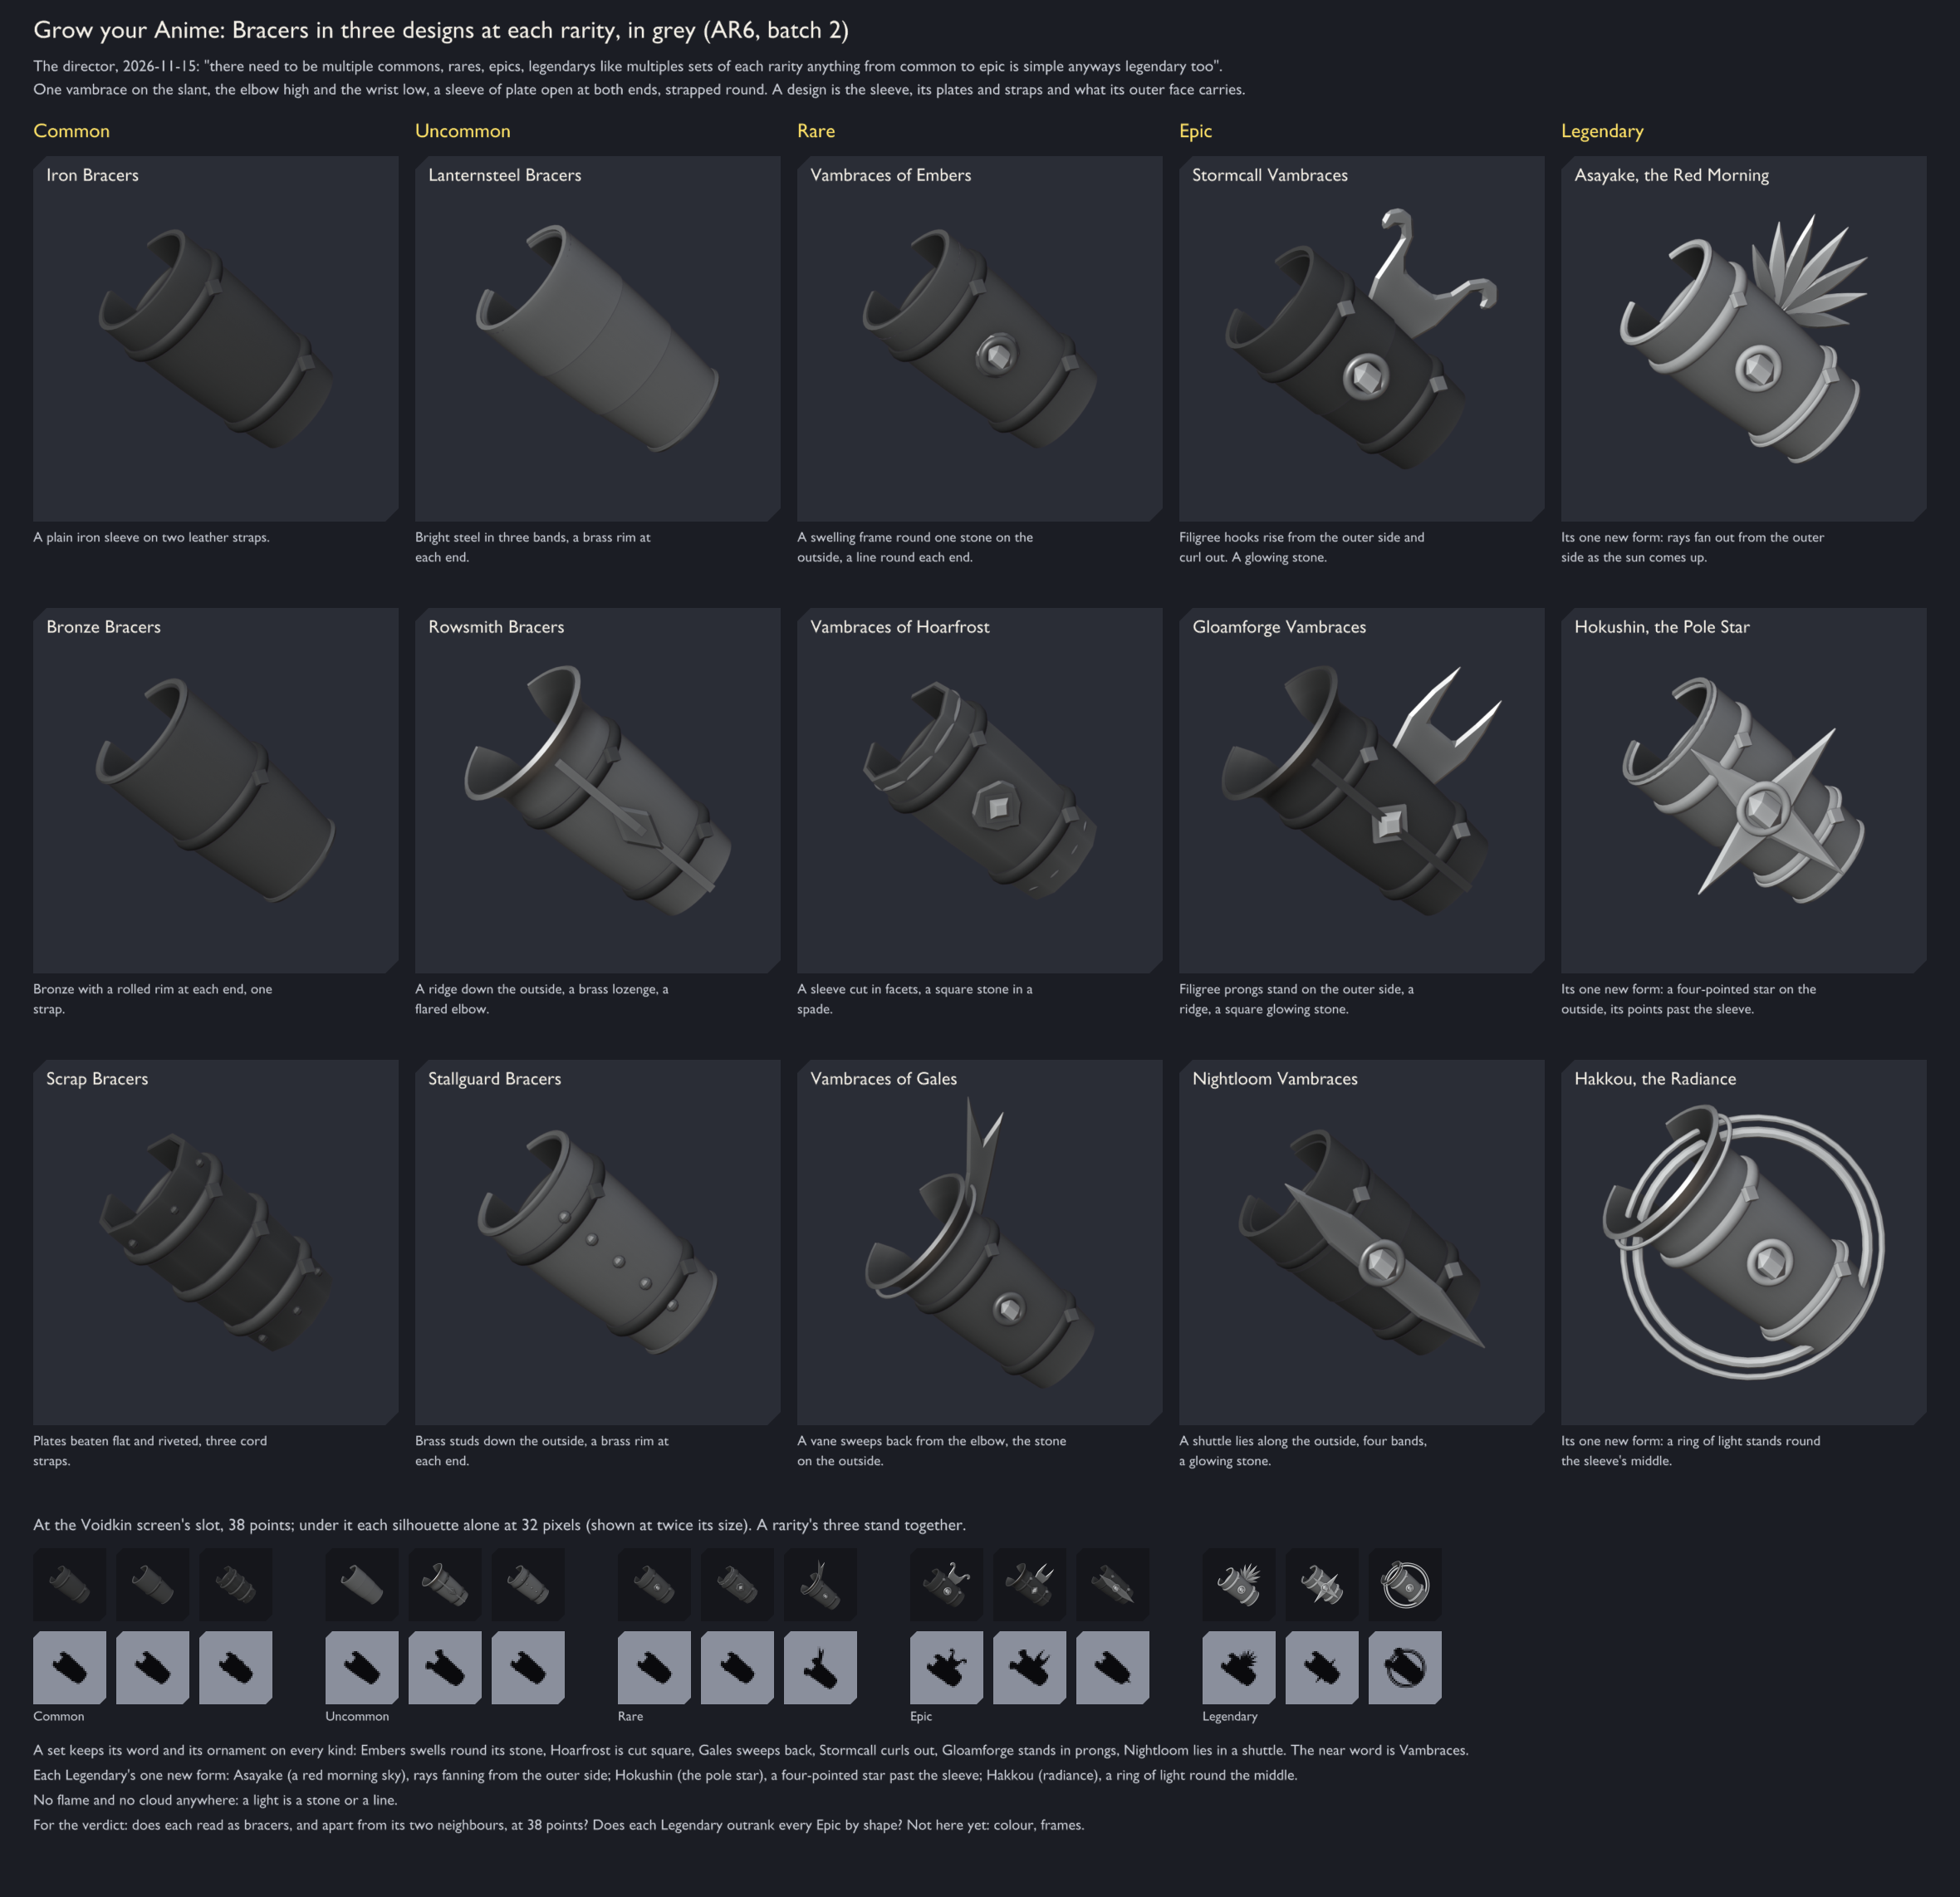 Grow your Anime: Bracers in three designs at each rarity, in grey (AR6, batch 2)
The director, 2026-11-15: "there need to be multiple commons, rares, epics, legendarys like multiples sets of each rarity anything from common to epic is simple anyways legendary too".
One vambrace on the slant, the elbow high and the wrist low, a sleeve of plate open at both ends, strapped round. A design is the sleeve, its plates and straps and what its outer face carries.
Common
Uncommon
Rare
Epic
Legendary
Iron Bracers
Lanternsteel Bracers
Vambraces of Embers
Stormcall Vambraces
Asayake, the Red Morning
A plain iron sleeve on two leather straps.
Bright steel in three bands, a brass rim at
each end.
A swelling frame round one stone on the
outside, a line round each end.
Filigree hooks rise from the outer side and
curl out. A glowing stone.
Its one new form: rays fan out from the outer
side as the sun comes up.
Bronze Bracers
Rowsmith Bracers
Vambraces of Hoarfrost
Gloamforge Vambraces
Hokushin, the Pole Star
Bronze with a rolled rim at each end, one
strap.
A ridge down the outside, a brass lozenge, a
flared elbow.
A sleeve cut in facets, a square stone in a
spade.
Filigree prongs stand on the outer side, a
ridge, a square glowing stone.
Its one new form: a four-pointed star on the
outside, its points past the sleeve.
Scrap Bracers
Stallguard Bracers
Vambraces of Gales
Nightloom Vambraces
Hakkou, the Radiance
Plates beaten flat and riveted, three cord
straps.
Brass studs down the outside, a brass rim at
each end.
A vane sweeps back from the elbow, the stone
on the outside.
A shuttle lies along the outside, four bands,
a glowing stone.
Its one new form: a ring of light stands round
the sleeve's middle.
At the Voidkin screen's slot, 38 points; under it each silhouette alone at 32 pixels (shown at twice its size). A rarity's three stand together.
Common
Uncommon
Rare
Epic
Legendary
A set keeps its word and its ornament on every kind: Embers swells round its stone, Hoarfrost is cut square, Gales sweeps back, Stormcall curls out, Gloamforge stands in prongs, Nightloom lies in a shuttle. The near word is Vambraces.
Each Legendary's one new form: Asayake (a red morning sky), rays fanning from the outer side; Hokushin (the pole star), a four-pointed star past the sleeve; Hakkou (radiance), a ring of light round the middle.
No flame and no cloud anywhere: a light is a stone or a line.
For the verdict: does each read as bracers, and apart from its two neighbours, at 38 points? Does each Legendary outrank every Epic by shape? Not here yet: colour, frames.